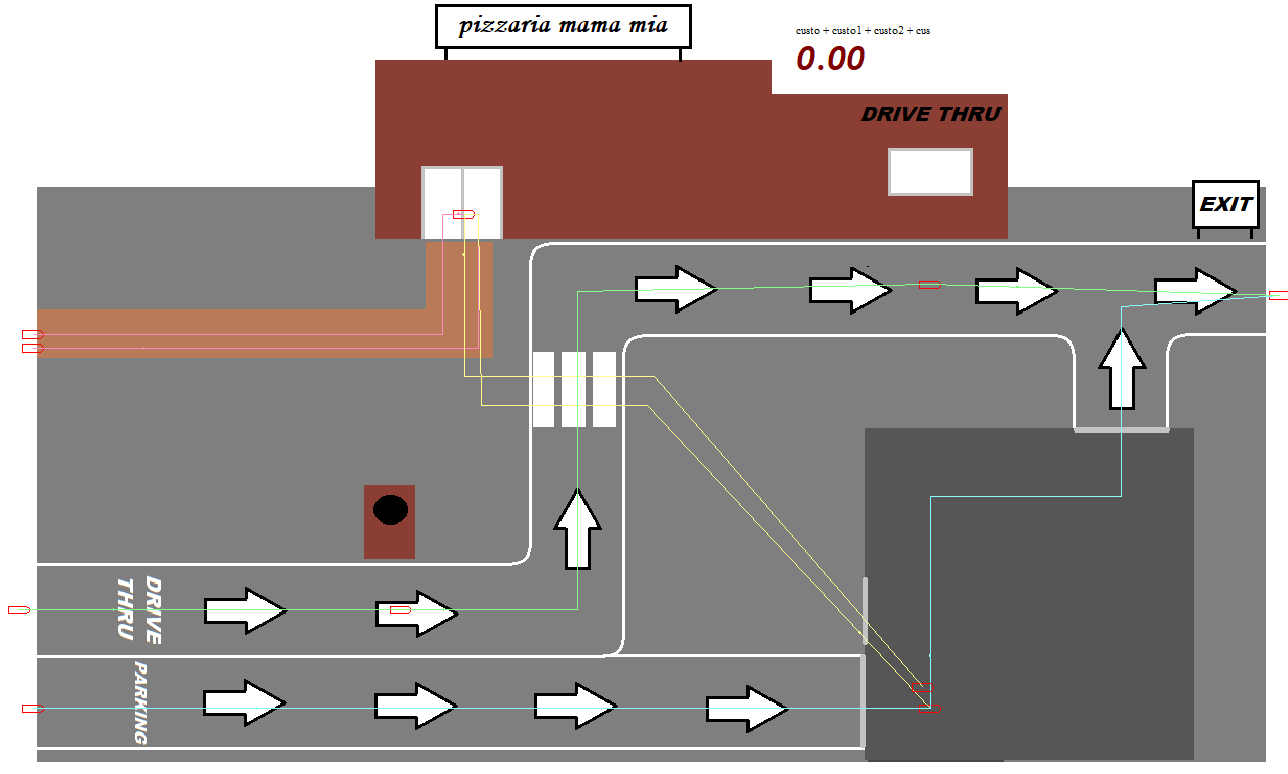 pizzaria mama mia
custo + custo1 + custo2 + cus
0.00
DRIVE THRU
EXIT
DRIVE
THRU
PARKING